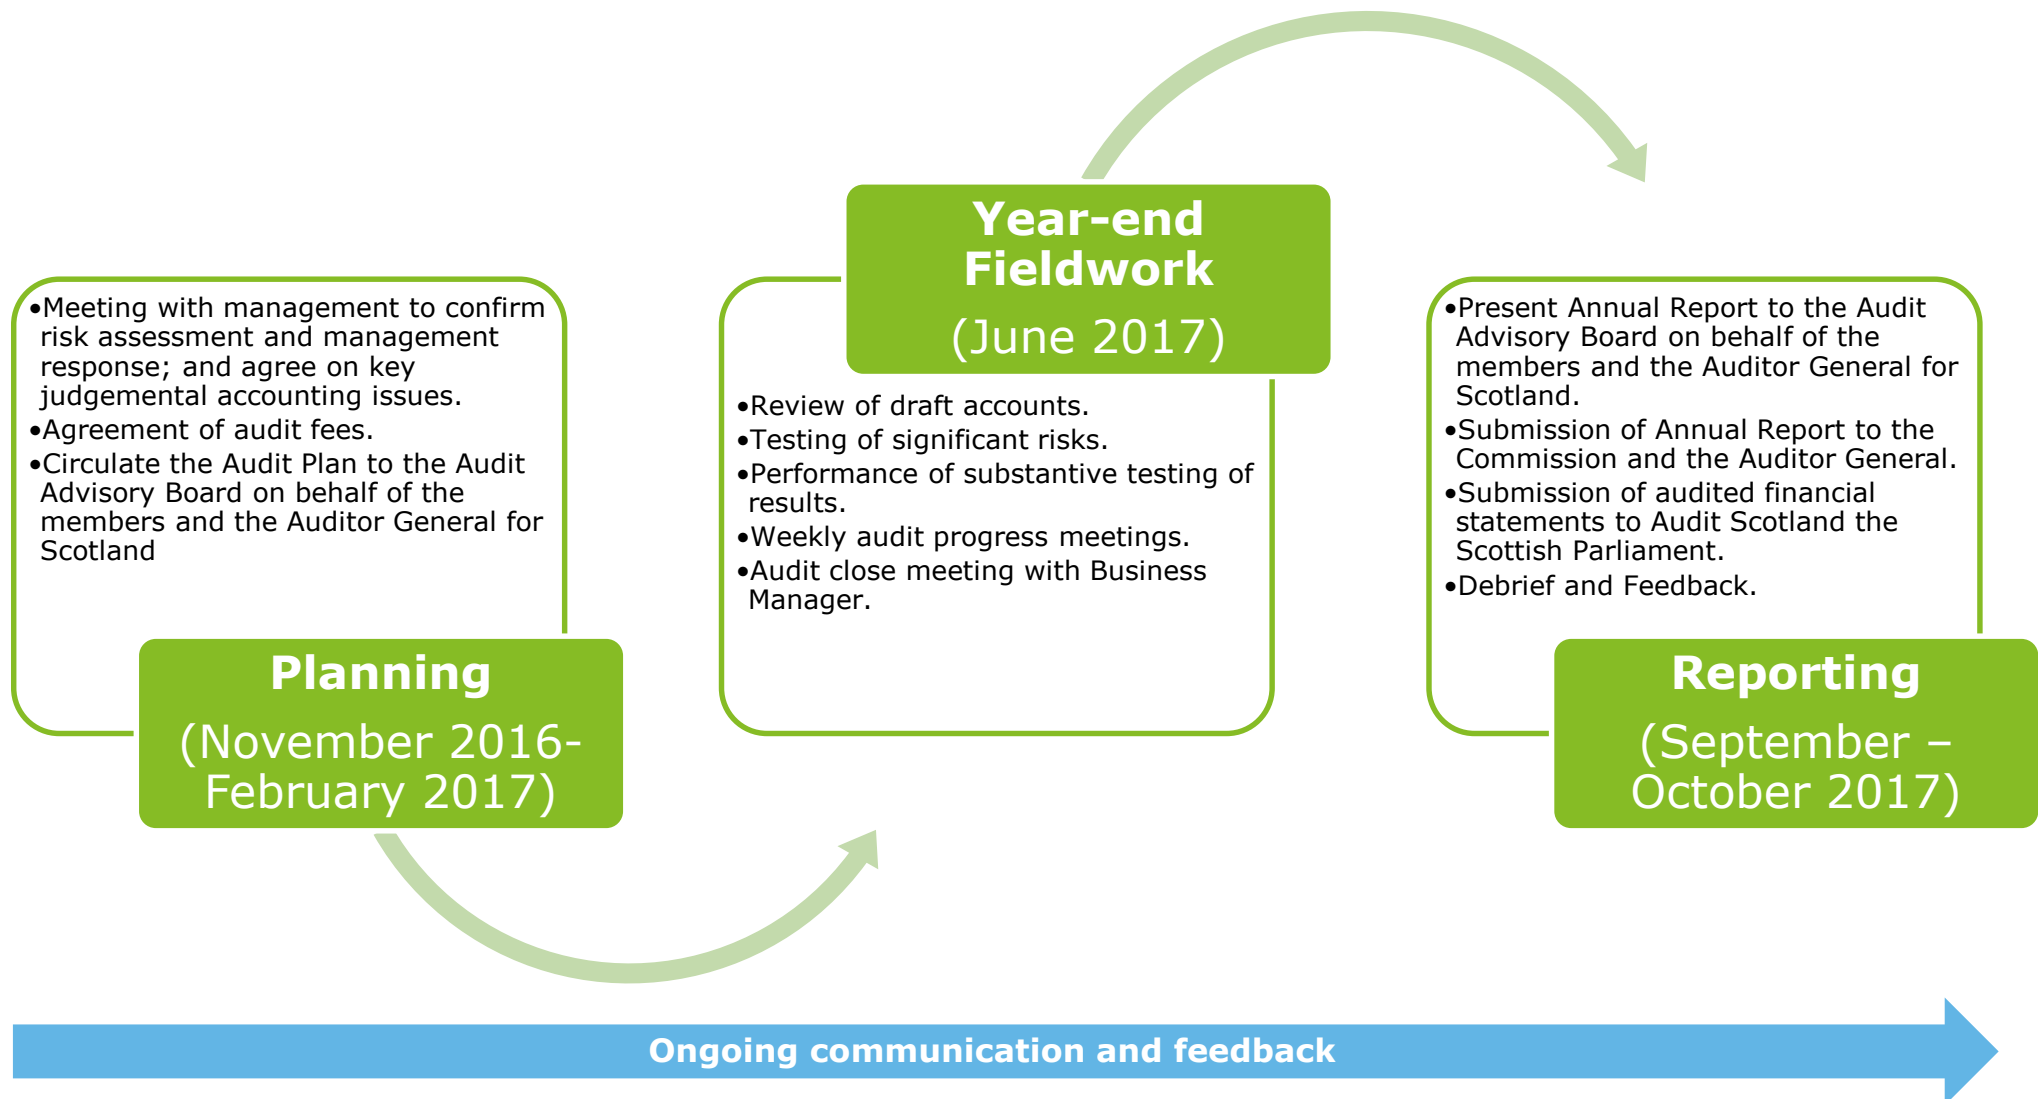 •Meeting with management to confirm
risk assessment and management
response; and agree on key
judgemental accounting issues.
•Agreement of audit fees.
•Circulate the Audit Plan to the Audit
Advisory Board on behalf of the
members and the Auditor General for
Scotland
Planning
(November 2016-
February 2017)
Year-end
Fieldwork
(June 2017)
•Review of draft accounts.
•Testing of significant risks.
•Performance of substantive testing of
results.
•Weekly audit progress meetings.
•Audit close meeting with Business
Manager.
•Present Annual Report to the Audit
Advisory Board on behalf of the
members and the Auditor General for
Scotland.
•Submission of Annual Report to the
Commission and the Auditor General.
•Submission of audited financial
statements to Audit Scotland the
Scottish Parliament.
•Debrief and Feedback.
Reporting
(September –
October 2017)
Ongoing communication and feedback